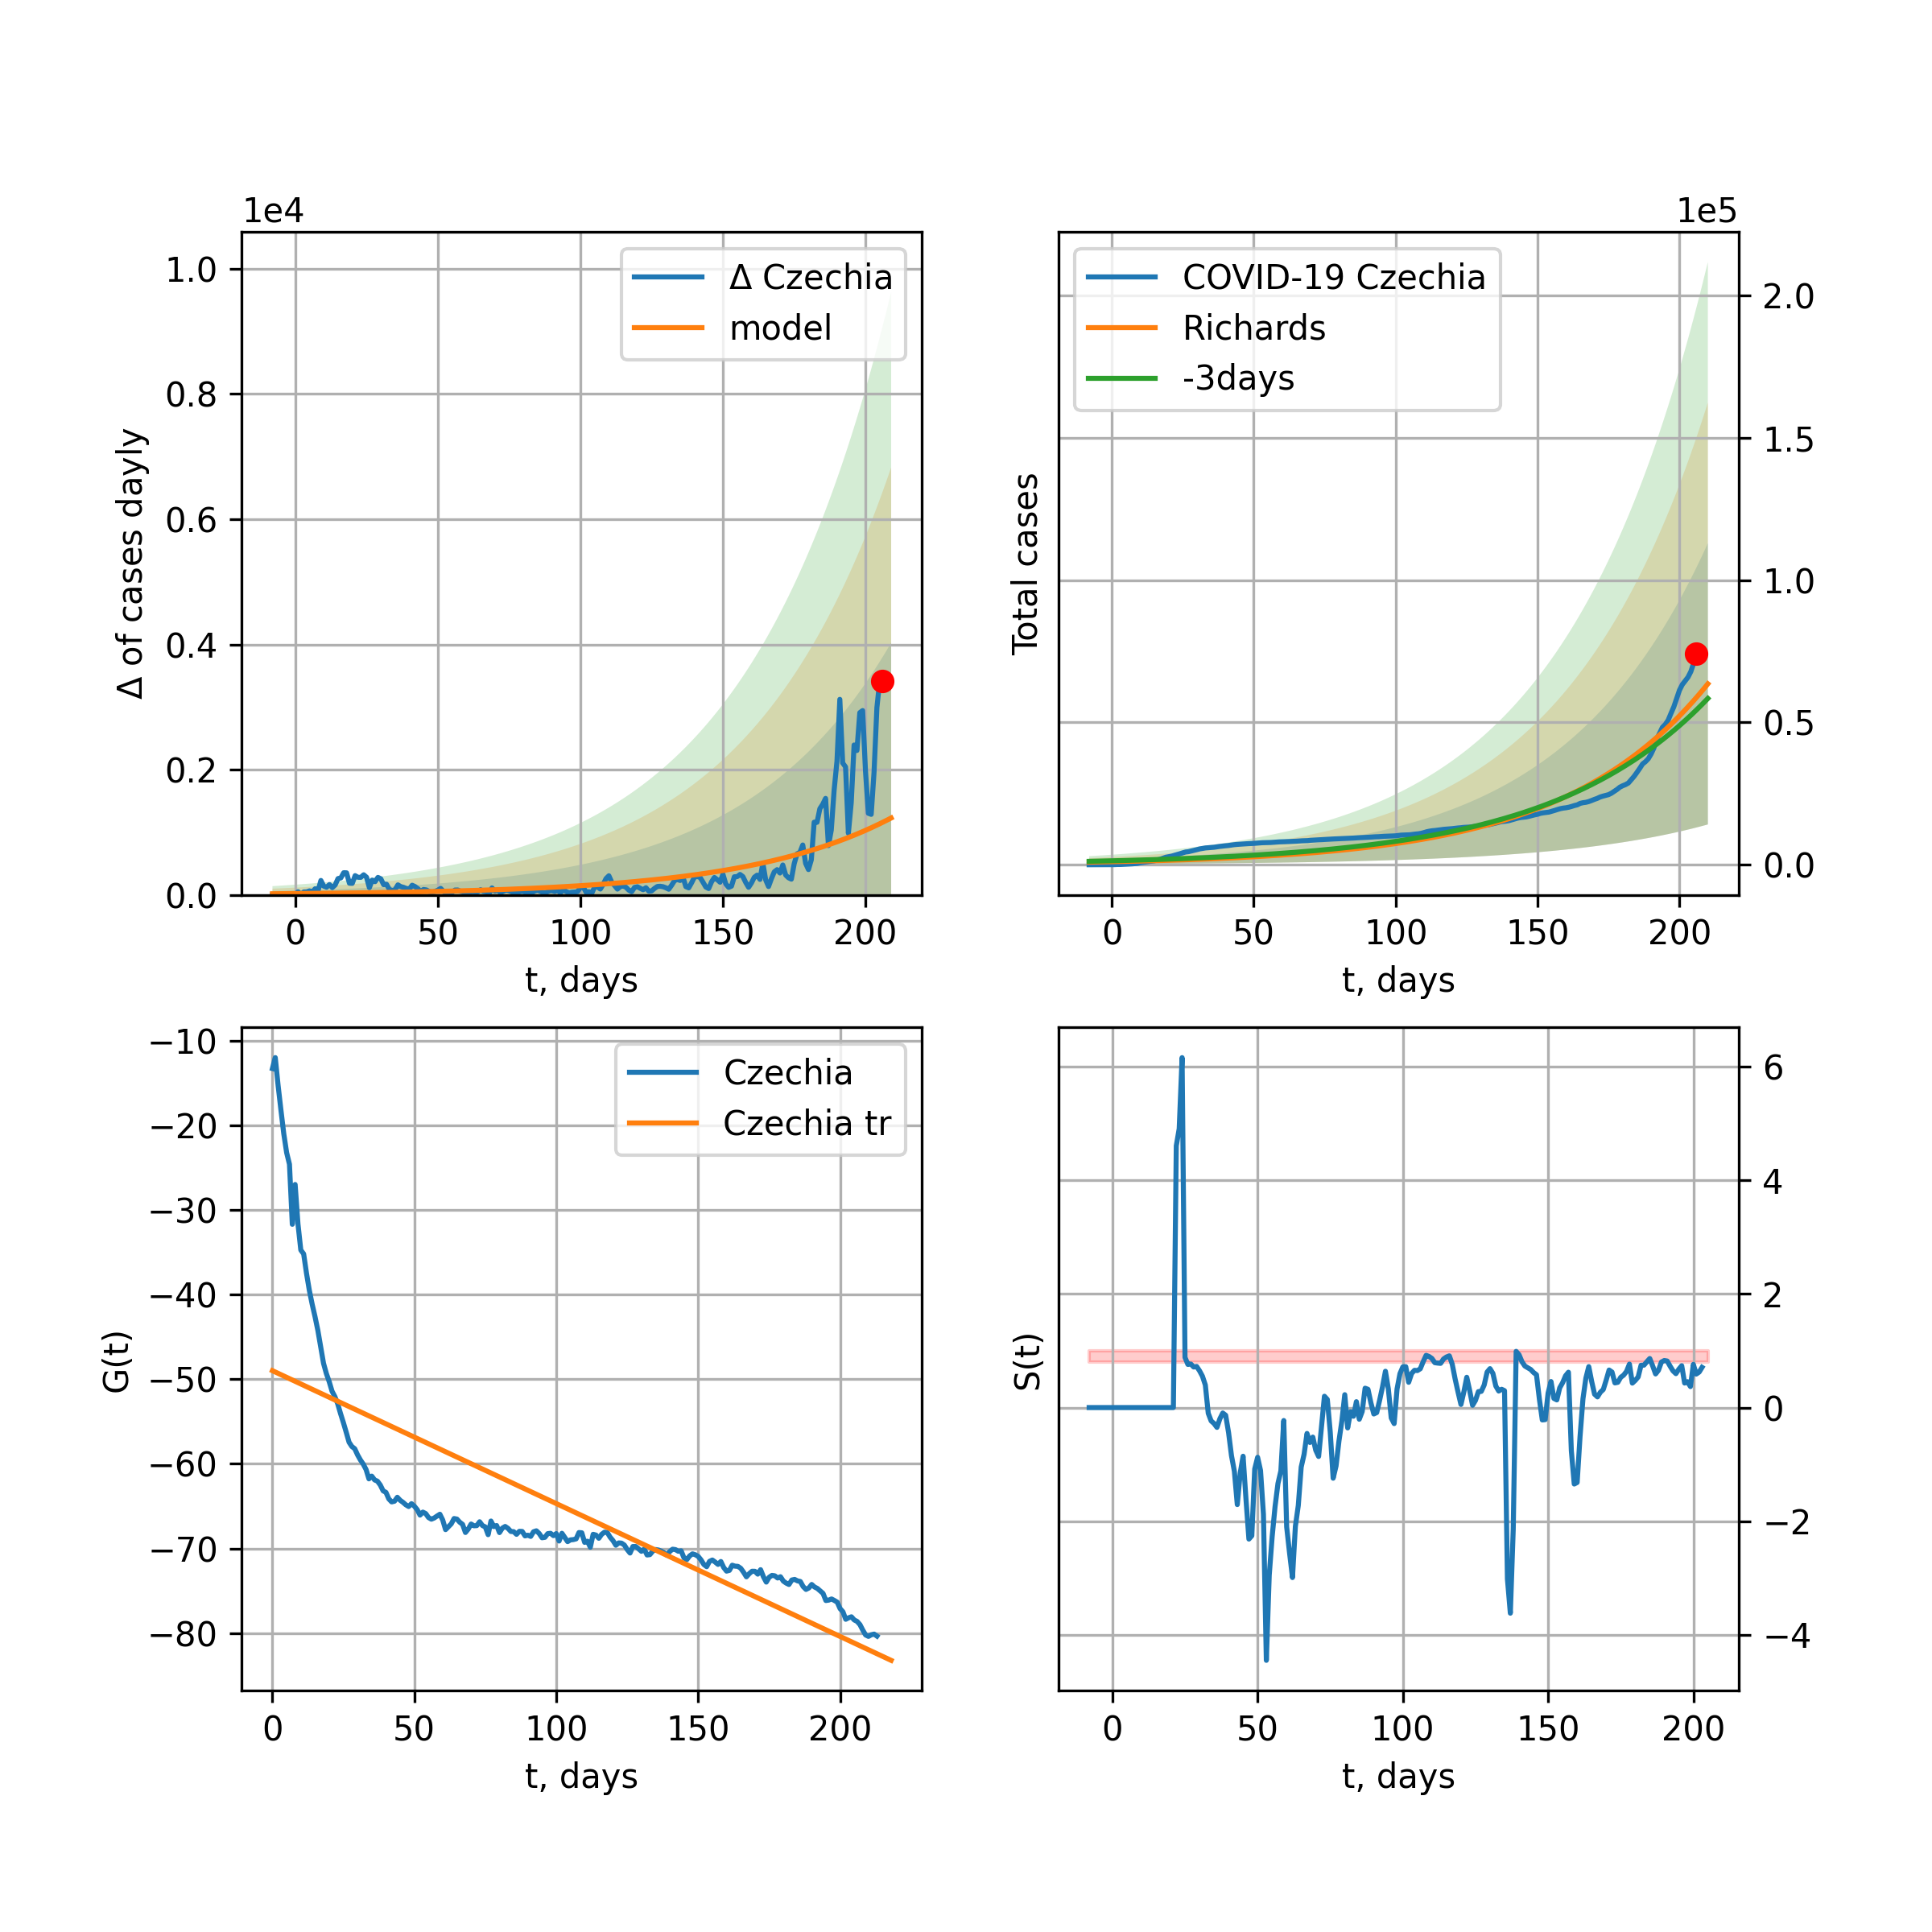 1e4
Δ of cases dayly
1.0
0.8
0.6
0.4
0.2
0.0
Δ Czechia
model
0 50 100 150 200
t, days
1e5
Total cases
COVID-19 Czechia
Richards
-3days
2.0
1.5
1.0
0.5
0.0
0 50 100 150 200
t, days
G(t)
−10
−20
−30
−40
−50
−60
−70
−80
Czechia
Czechia tr
0 50 100 150 200
t, days
S(t)
6
4
2
0
−2
−4
0 50 100 150 200
t, days